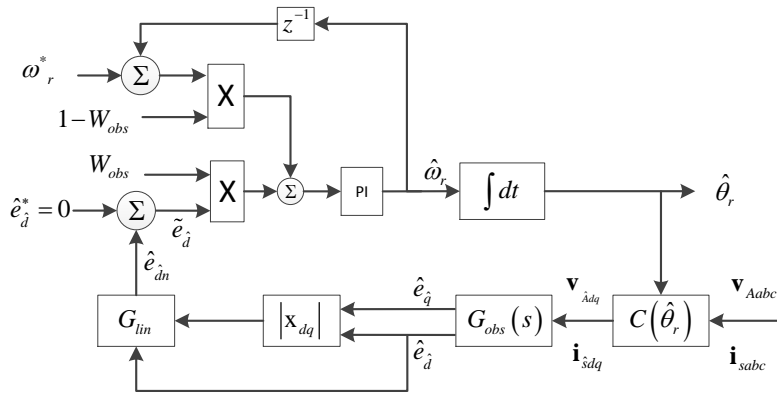 z⁻¹
ω*_r
Σ
X
1−W_obs
W_obs
X
Σ
PI
ω̂_r
∫dt
θ̂_r
ê*_d̂ = 0
Σ
ẽ_d̂
ê_d̂n
G_lin
|x_dq|
ê_q̂
ê_d̂
G_obs(s)
v_Âdq
i_ŝdq
C(θ̂_r)
v_Aabc
i_sabc